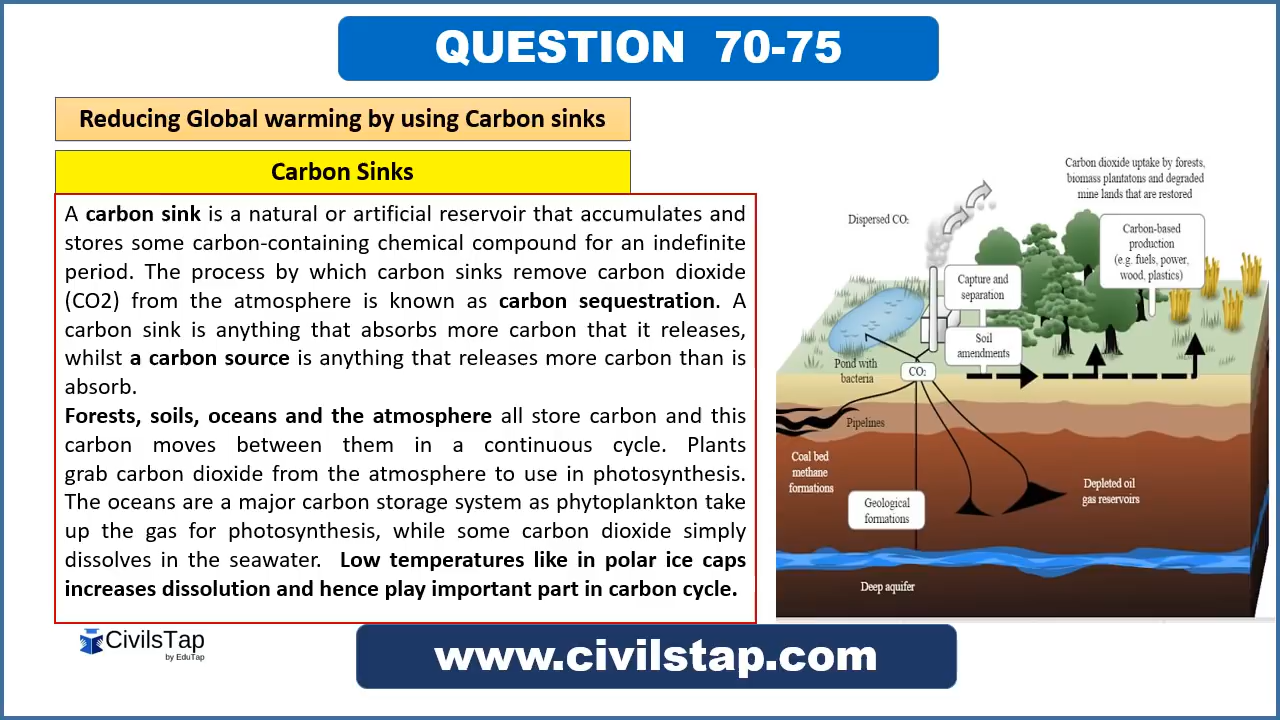 QUESTION 70-75
Reducing Global warming by using Carbon sinks
Carbon Sinks
A carbon sink is a natural or artificial reservoir that accumulates and
stores some carbon-containing chemical compound for an indefinite
period. The process by which carbon sinks remove carbon dioxide
(CO2) from the atmosphere is known as carbon sequestration. A
carbon sink is anything that absorbs more carbon that it releases,
whilst a carbon source is anything that releases more carbon than is
absorb.
Forests, soils, oceans and the atmosphere all store carbon and this
carbon moves between them in a continuous cycle. Plants
grab carbon dioxide from the atmosphere to use in photosynthesis.
The oceans are a major carbon storage system as phytoplankton take
up the gas for photosynthesis, while some carbon dioxide simply
dissolves in the seawater. Low temperatures like in polar ice caps
increases dissolution and hence play important part in carbon cycle.
Carbon dioxide uptake by forests,
biomass plantatons and degraded
mine lands that are restored
Dispersed CO₂
Carbon-based
production
(e.g. fuels, power,
wood, plastics)
Capture and
separation
Soil
amendments
Pond with
bacteria
CO₂
Pipelines
Coal bed
methane
formations
Geological
formations
Depleted oil
gas reservoirs
Deep aquifer
CivilsTap
by EduTap
www.civilstap.com